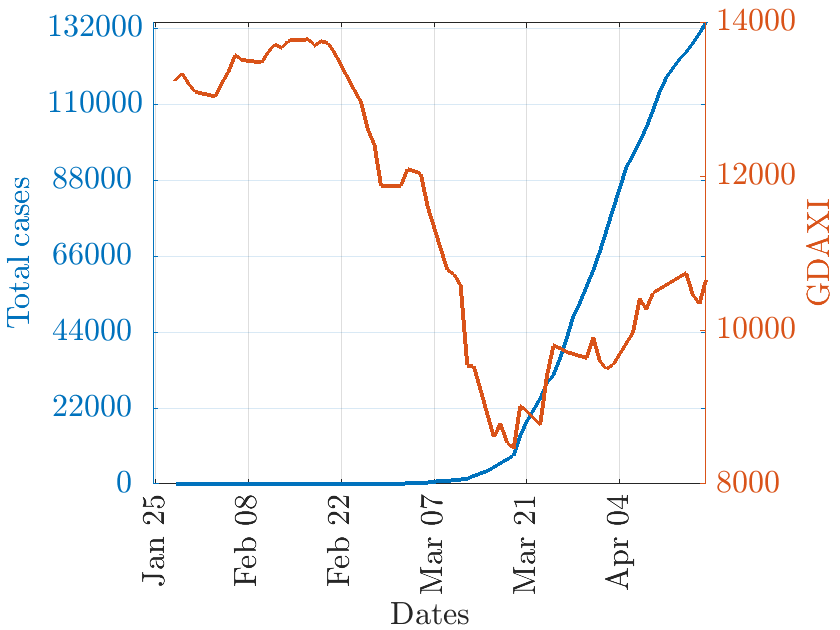 132000
110000
88000
66000
44000
22000
0
Total cases
14000
12000
10000
8000
GDAXI
Jan 25
Feb 08
Feb 22
Mar 07
Mar 21
Apr 04
Dates